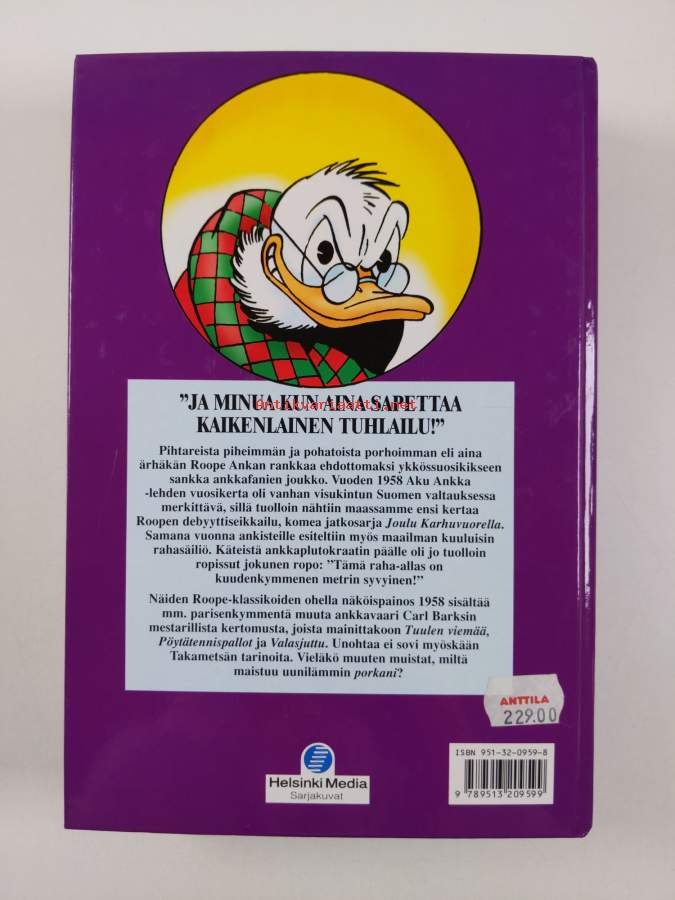 ”JA MINUA KUN AINA SAPETTAA
antikvariaatti.net
KAIKENLAINEN TUHLAILU!”
Pihtareista piheimmän ja pohatoista porhoimman eli aina
ärhäkän Roope Ankan rankkaa ehdottomaksi ykkössuosikikseen
sankka ankkafanien joukko. Vuoden 1958 Aku Ankka
-lehden vuosikerta oli vanhan visukintun Suomen valtauksessa
merkittävä, sillä tuolloin nähtiin maassamme ensi kertaa
Roopen debyyttiseikkailu, komea jatkosarja Joulu Karhuvuorella.
Samana vuonna ankisteille esiteltiin myös maailman kuuluisin
rahasäiliö. Käteistä ankkaplutokraatin päälle oli jo tuolloin
ropissut jokunen ropo: ”Tämä raha-allas on
kuudenkymmenen metrin syvyinen!”
Näiden Roope-klassikoiden ohella näköispainos 1958 sisältää
mm. parisenkymmentä muuta ankkavaari Carl Barksin
mestarillista kertomusta, joista mainittakoon Tuulen viemää,
Pöytätennispallot ja Valasjuttu. Unohtaa ei sovi myöskään
Takametsän tarinoita. Vieläkö muuten muistat, miltä
maistuu uunilämmin porkani?
ANTTILA
229.00
ISBN 951-32-0959-8
9 789513 209599
Helsinki Media
Sarjakuvat